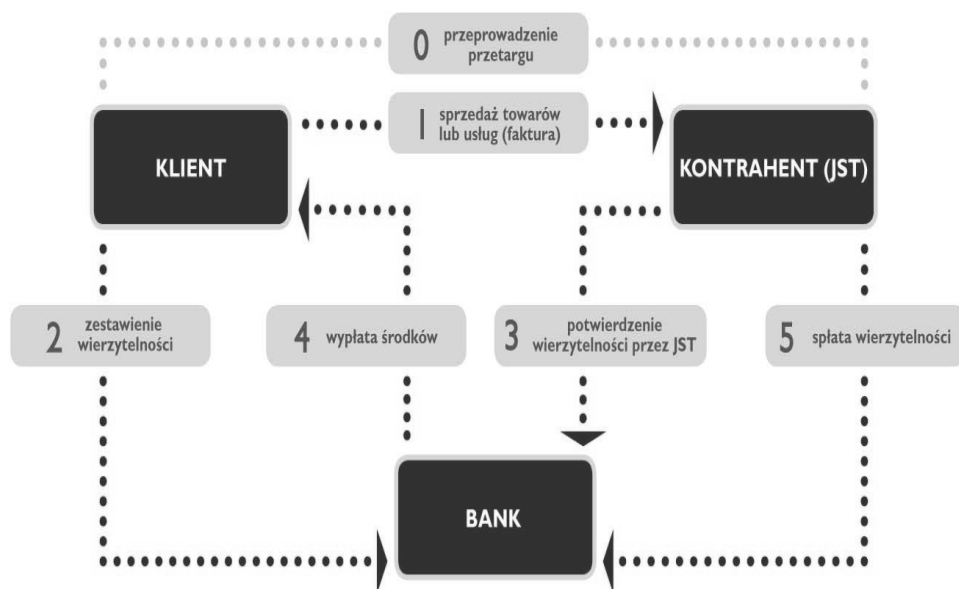 0 przeprowadzenie
przetargu
1 sprzedaż towarów
lub usług (faktura)
KLIENT
KONTRAHENT (JST)
2 zestawienie
wierzytelności
4 wypłata środków
3 potwierdzenie
wierzytelności przez JST
5 spłata wierzytelności
BANK